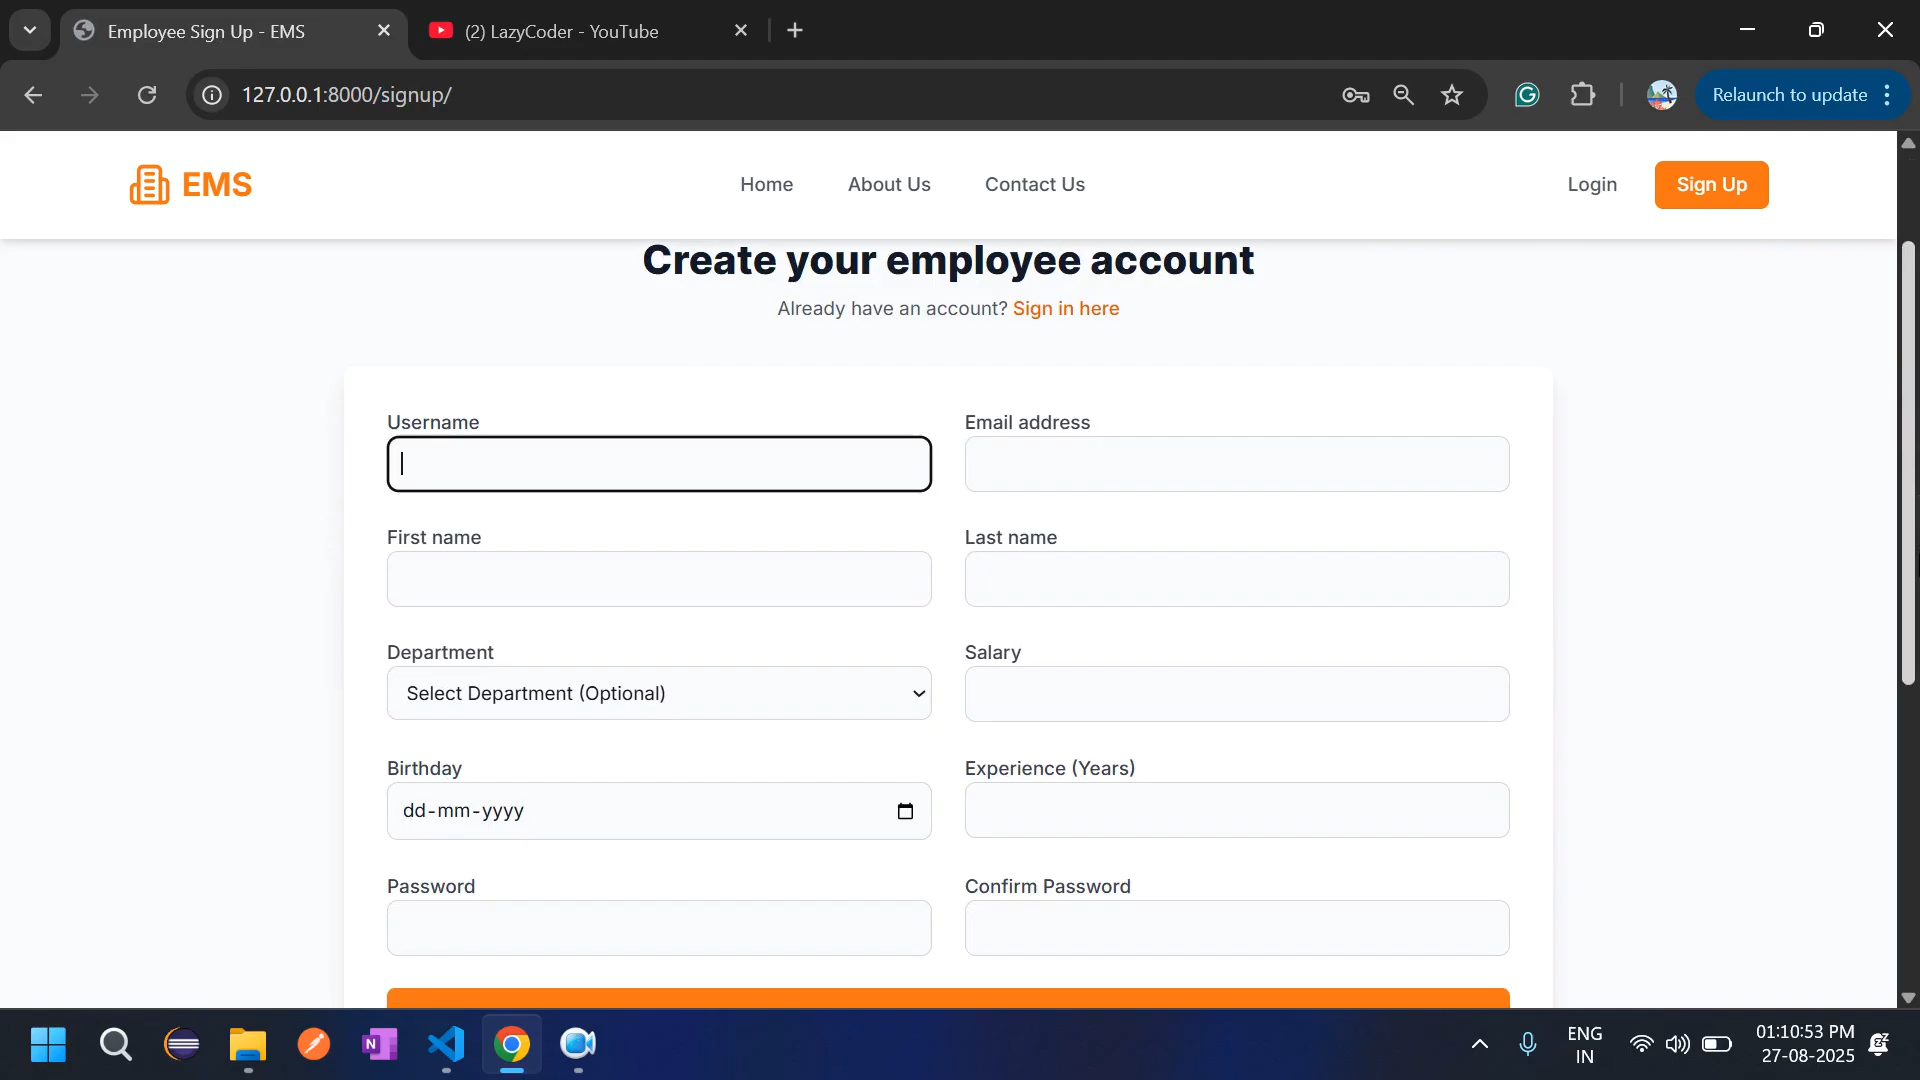 Employee Sign Up - EMS
(2) LazyCoder - YouTube
127.0.0.1:8000/signup/
Relaunch to update
EMS
Home
About Us
Contact Us
Login
Sign Up
Create your employee account
Already have an account? Sign in here
Username
Email address
First name
Last name
Department
Salary
Select Department (Optional)
Birthday
Experience (Years)
dd-mm-yyyy
Password
Confirm Password
ENG
IN
01:10:53 PM
27-08-2025